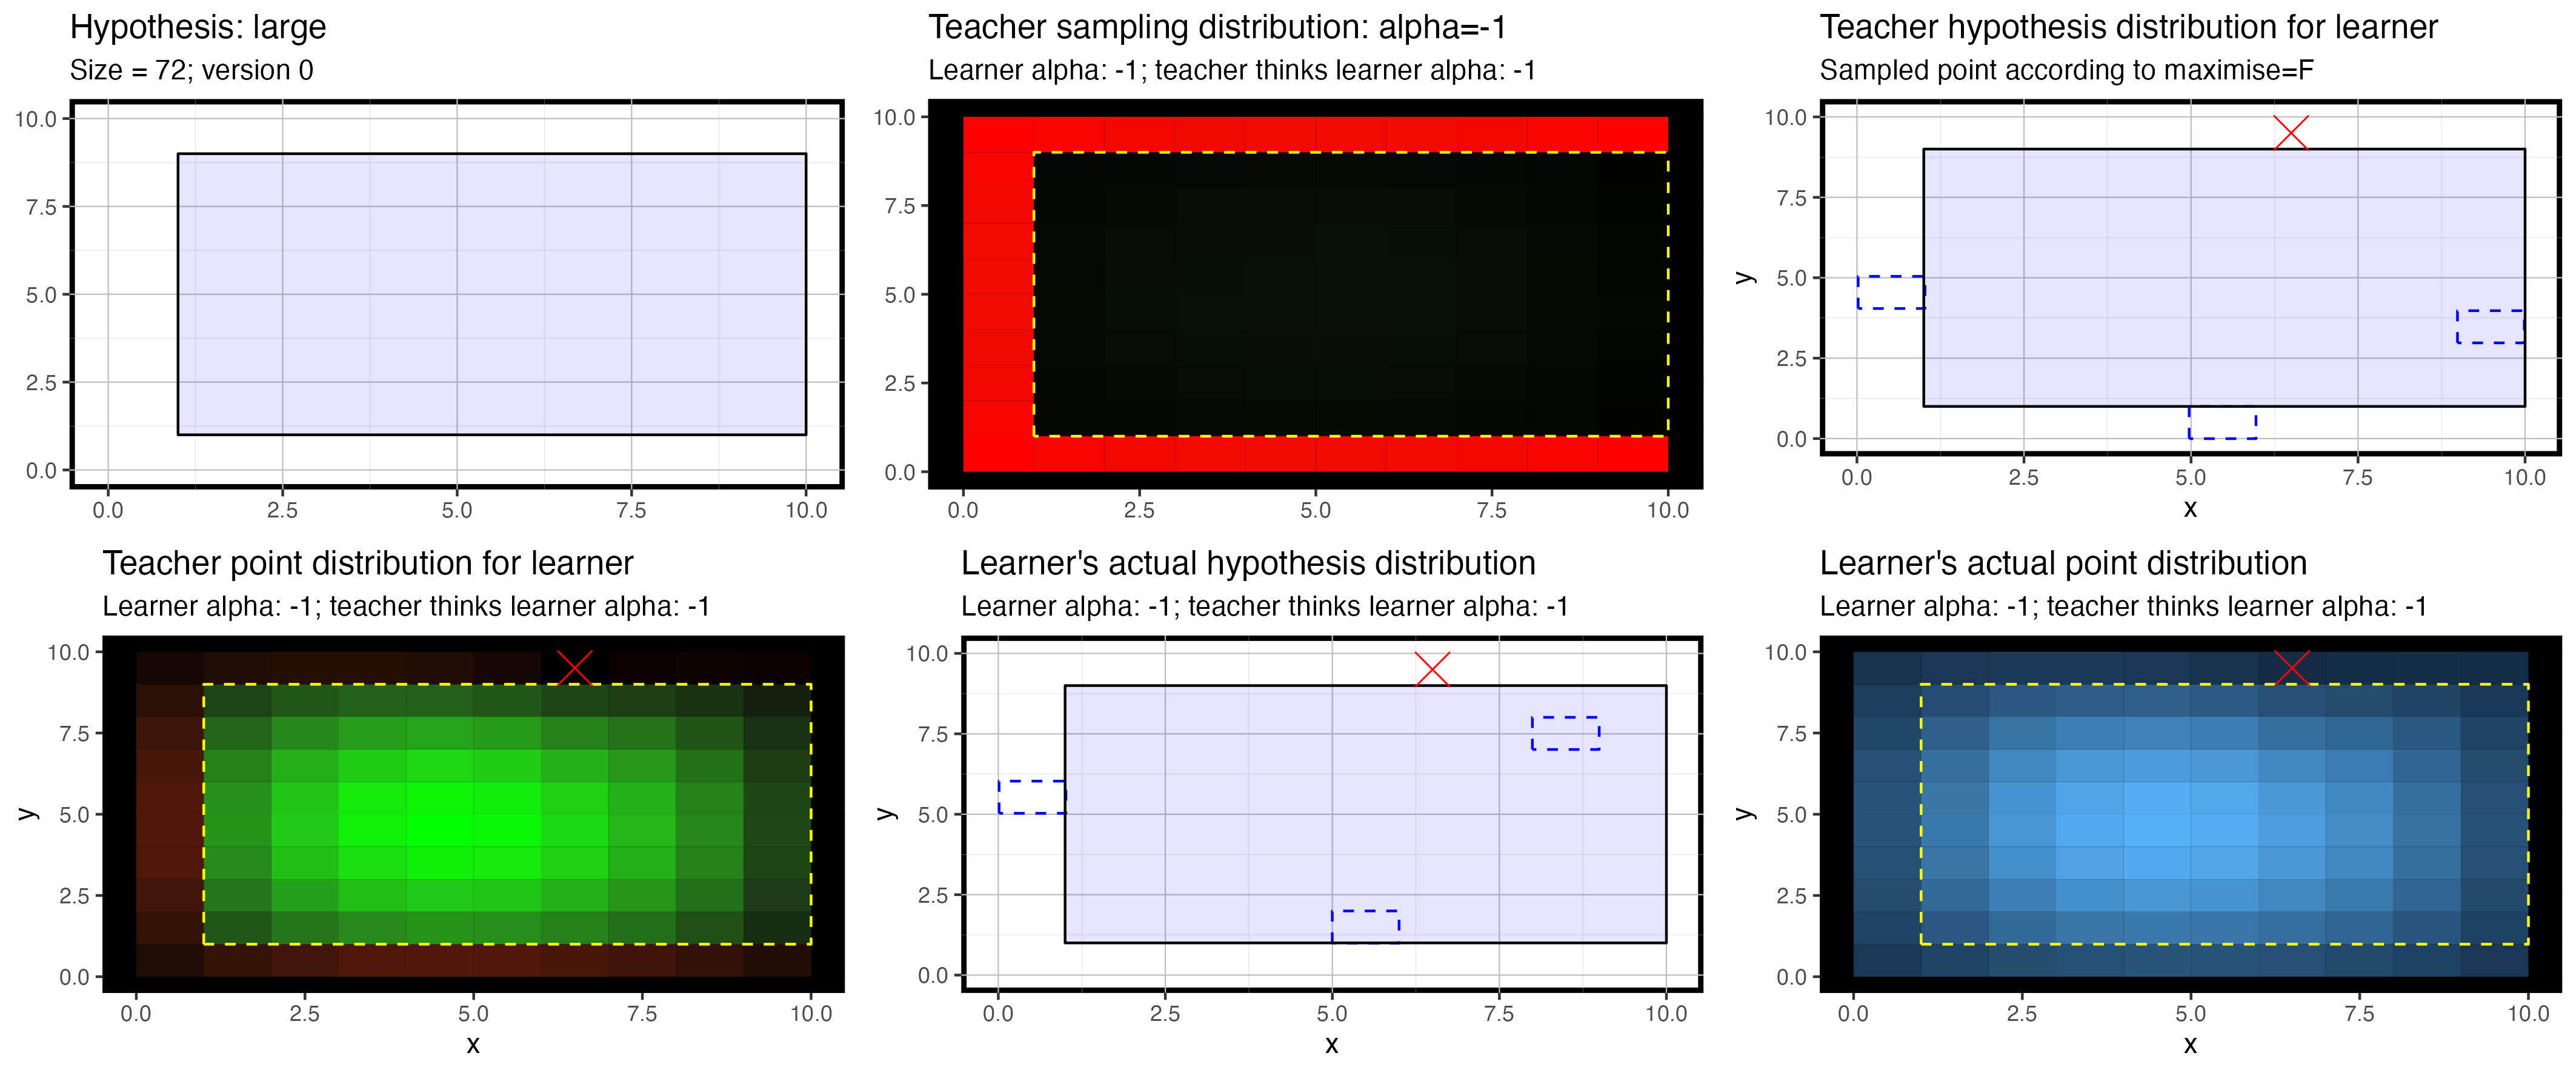 Hypothesis: large
Size = 72; version 0
10.0
7.5
5.0
2.5
0.0
0.0 2.5 5.0 7.5 10.0
Teacher sampling distribution: alpha=-1
Learner alpha: -1; teacher thinks learner alpha: -1
10.0
7.5
5.0
2.5
0.0
0.0 2.5 5.0 7.5 10.0
Teacher hypothesis distribution for learner
Sampled point according to maximise=F
y
10.0
7.5
5.0
2.5
0.0
0.0 2.5 5.0 7.5 10.0
x
Teacher point distribution for learner
Learner alpha: -1; teacher thinks learner alpha: -1
y
10.0
7.5
5.0
2.5
0.0
0.0 2.5 5.0 7.5 10.0
x
Learner's actual hypothesis distribution
Learner alpha: -1; teacher thinks learner alpha: -1
y
10.0
7.5
5.0
2.5
0.0
0.0 2.5 5.0 7.5 10.0
x
Learner's actual point distribution
Learner alpha: -1; teacher thinks learner alpha: -1
y
10.0
7.5
5.0
2.5
0.0
0.0 2.5 5.0 7.5 10.0
x